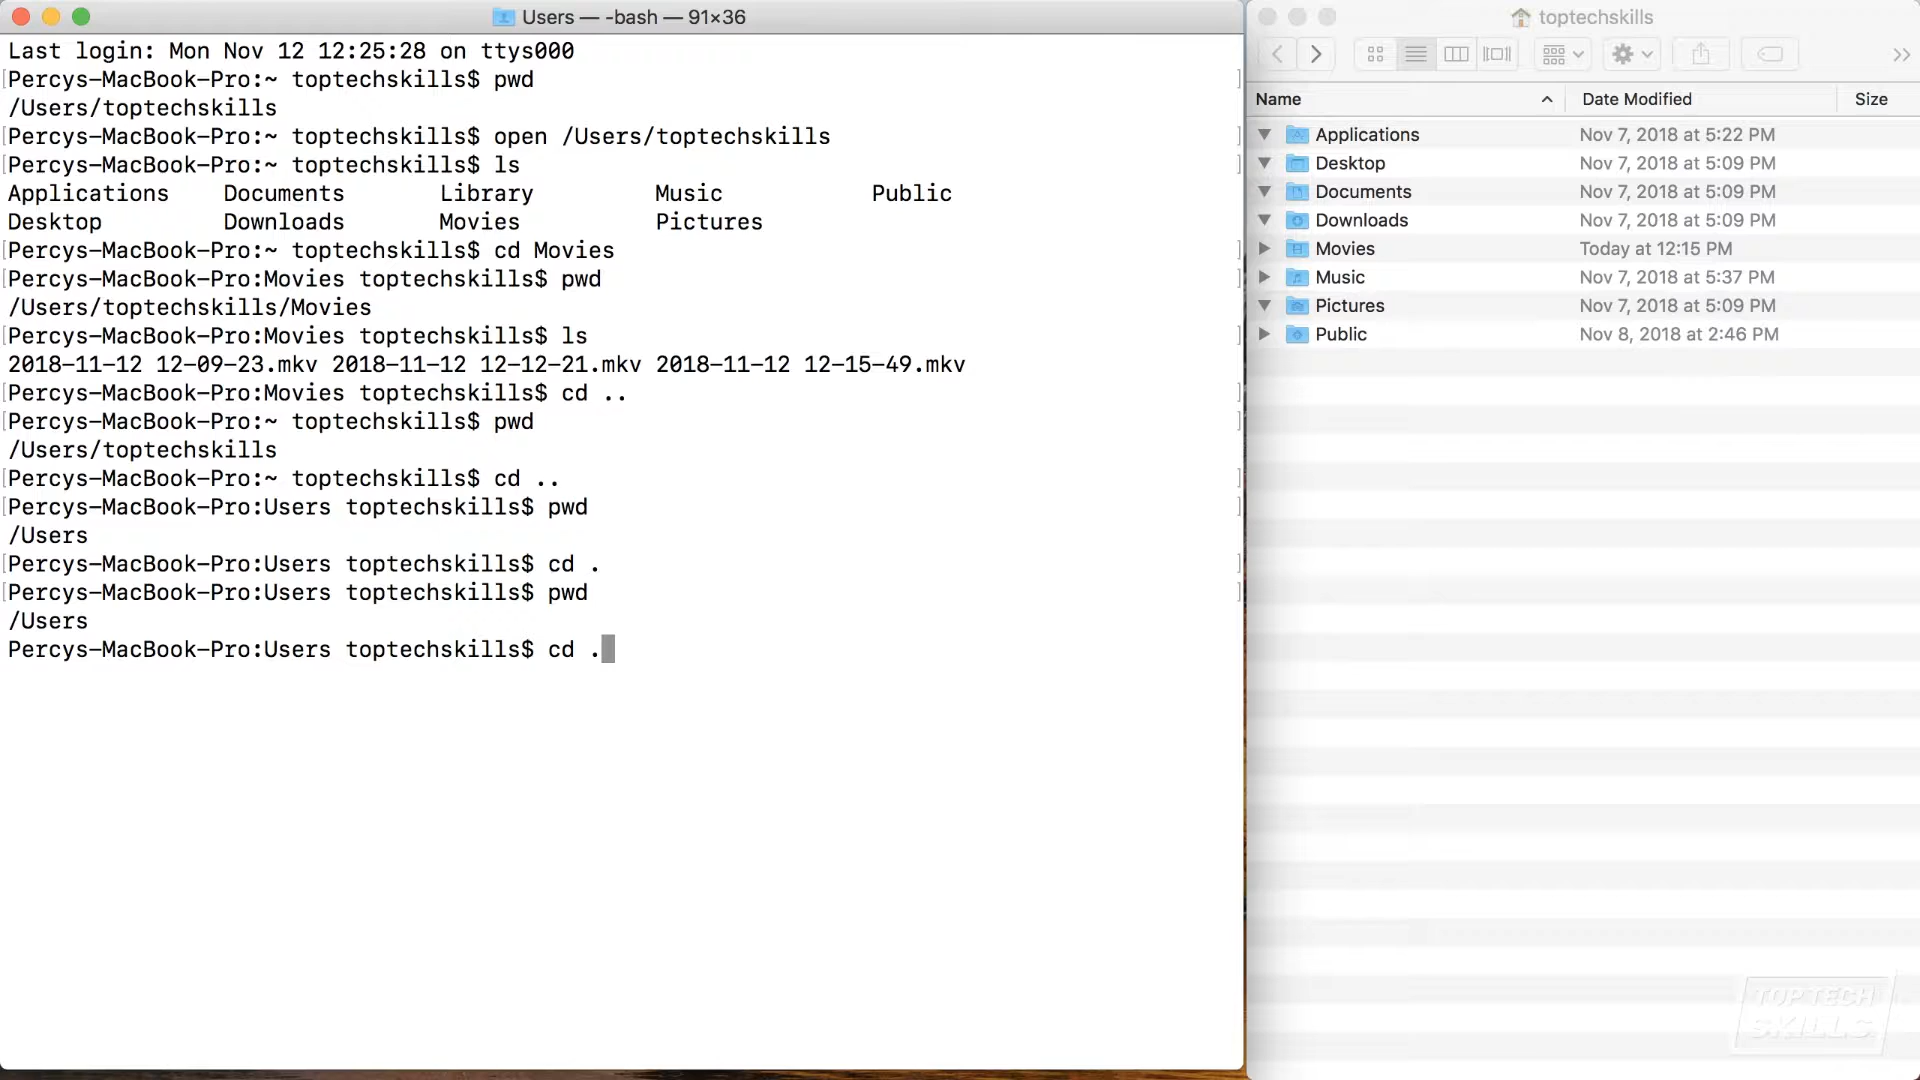 Users — -bash — 91×36
Last login: Mon Nov 12 12:25:28 on ttys000
[Percys-MacBook-Pro:~ toptechskills$ pwd ]
/Users/toptechskills
[Percys-MacBook-Pro:~ toptechskills$ open /Users/toptechskills ]
[Percys-MacBook-Pro:~ toptechskills$ ls ]
Applications Documents Library Music Public
Desktop Downloads Movies Pictures
[Percys-MacBook-Pro:~ toptechskills$ cd Movies ]
[Percys-MacBook-Pro:Movies toptechskills$ pwd ]
/Users/toptechskills/Movies
[Percys-MacBook-Pro:Movies toptechskills$ ls ]
2018-11-12 12-09-23.mkv 2018-11-12 12-12-21.mkv 2018-11-12 12-15-49.mkv
[Percys-MacBook-Pro:Movies toptechskills$ cd .. ]
[Percys-MacBook-Pro:~ toptechskills$ pwd ]
/Users/toptechskills
[Percys-MacBook-Pro:~ toptechskills$ cd .. ]
[Percys-MacBook-Pro:Users toptechskills$ pwd ]
/Users
[Percys-MacBook-Pro:Users toptechskills$ cd . ]
[Percys-MacBook-Pro:Users toptechskills$ pwd ]
/Users
Percys-MacBook-Pro:Users toptechskills$ cd .
toptechskills
Name Date Modified Size
Applications Nov 7, 2018 at 5:22 PM
Desktop Nov 7, 2018 at 5:09 PM
Documents Nov 7, 2018 at 5:09 PM
Downloads Nov 7, 2018 at 5:09 PM
Movies Today at 12:15 PM
Music Nov 7, 2018 at 5:37 PM
Pictures Nov 7, 2018 at 5:09 PM
Public Nov 8, 2018 at 2:46 PM
TOP TECH
SKILLS